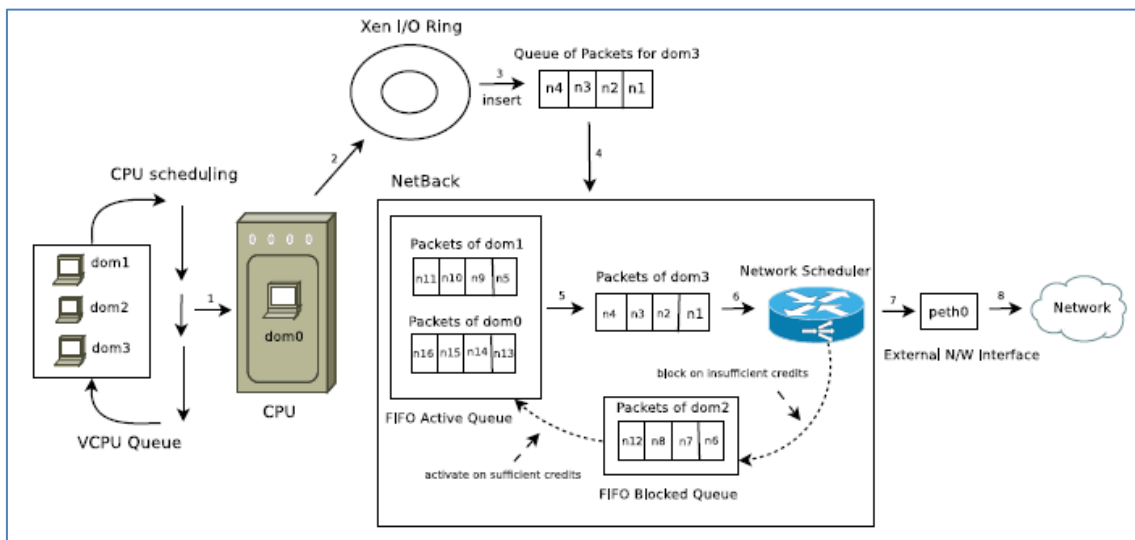 Xen I/O Ring
3
insert
Queue of Packets for dom3
n4 n3 n2 n1
2
4
CPU scheduling
dom1
dom2
dom3
VCPU Queue
1
dom0
CPU
NetBack
Packets of dom1
n11 n10 n9 n5
Packets of dom0
n16 n15 n14 n13
FIFO Active Queue
5
Packets of dom3
n4 n3 n2 n1
6
Network Scheduler
7
peth0
External N/W Interface
8
Network
block on insufficient credits
Packets of dom2
n12 n8 n7 n6
FIFO Blocked Queue
activate on sufficient credits